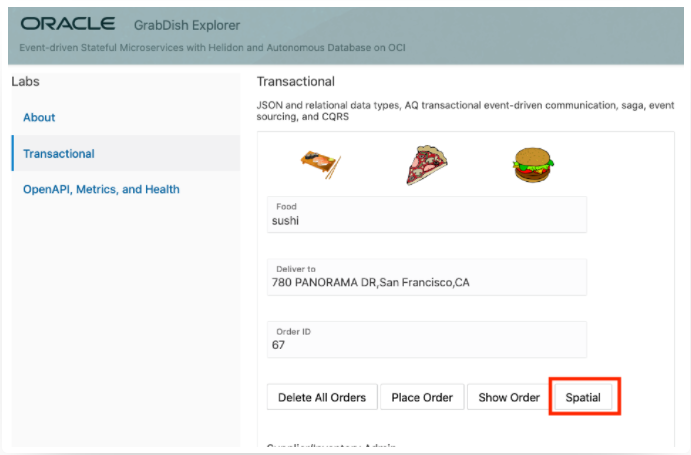 ORACLE GrabDish Explorer
Event-driven Stateful Microservices with Helidon and Autonomous Database on OCI
Labs
About
Transactional
OpenAPI, Metrics, and Health
Transactional
JSON and relational data types, AQ transactional event-driven communication, saga, event
sourcing, and CQRS
Food
sushi
Deliver to
780 PANORAMA DR,San Francisco,CA
Order ID
67
Delete All Orders Place Order Show Order Spatial